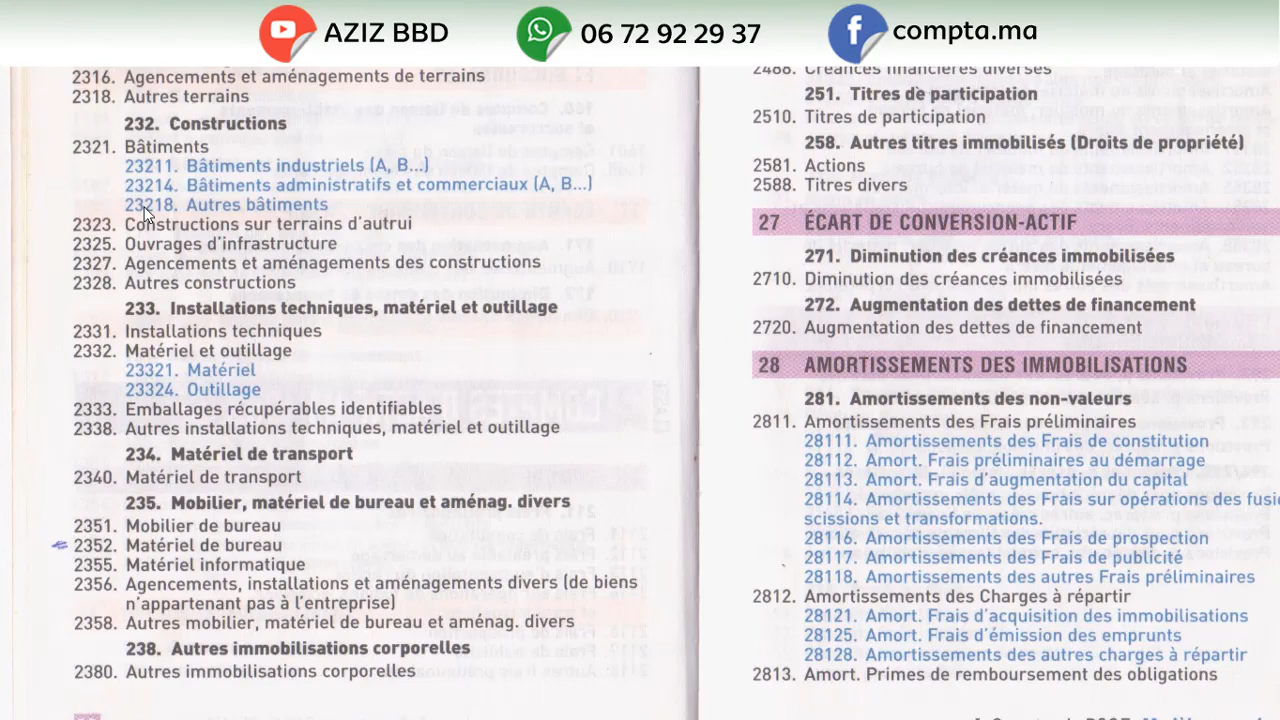 AZIZ BBD
06 72 92 29 37
compta.ma
2316. Agencements et aménagements de terrains
2318. Autres terrains
232. Constructions
2321. Bâtiments
23211. Bâtiments industriels (A, B...)
23214. Bâtiments administratifs et commerciaux (A, B...)
23218. Autres bâtiments
2323. Constructions sur terrains d'autrui
2325. Ouvrages d'infrastructure
2327. Agencements et aménagements des constructions
2328. Autres constructions
233. Installations techniques, matériel et outillage
2331. Installations techniques
2332. Matériel et outillage
23321. Matériel
23324. Outillage
2333. Emballages récupérables identifiables
2338. Autres installations techniques, matériel et outillage
234. Matériel de transport
2340. Matériel de transport
235. Mobilier, matériel de bureau et aménag. divers
2351. Mobilier de bureau
2352. Matériel de bureau
2355. Matériel informatique
2356. Agencements, installations et aménagements divers (de biens
n'appartenant pas à l'entreprise)
2358. Autres mobilier, matériel de bureau et aménag. divers
238. Autres immobilisations corporelles
2380. Autres immobilisations corporelles
2488. Créances financières diverses
251. Titres de participation
2510. Titres de participation
258. Autres titres immobilisés (Droits de propriété)
2581. Actions
2588. Titres divers
27 ÉCART DE CONVERSION-ACTIF
271. Diminution des créances immobilisées
2710. Diminution des créances immobilisées
272. Augmentation des dettes de financement
2720. Augmentation des dettes de financement
28 AMORTISSEMENTS DES IMMOBILISATIONS
281. Amortissements des non-valeurs
2811. Amortissements des Frais préliminaires
28111. Amortissements des Frais de constitution
28112. Amort. Frais préliminaires au démarrage
28113. Amort. Frais d'augmentation du capital
28114. Amortissements des Frais sur opérations des fusi
scissions et transformations.
28116. Amortissements des Frais de prospection
28117. Amortissements des Frais de publicité
28118. Amortissements des autres Frais préliminaires
2812. Amortissements des Charges à répartir
28121. Amort. Frais d'acquisition des immobilisations
28125. Amort. Frais d'émission des emprunts
28128. Amortissements des autres charges à répartir
2813. Amort. Primes de remboursement des obligations